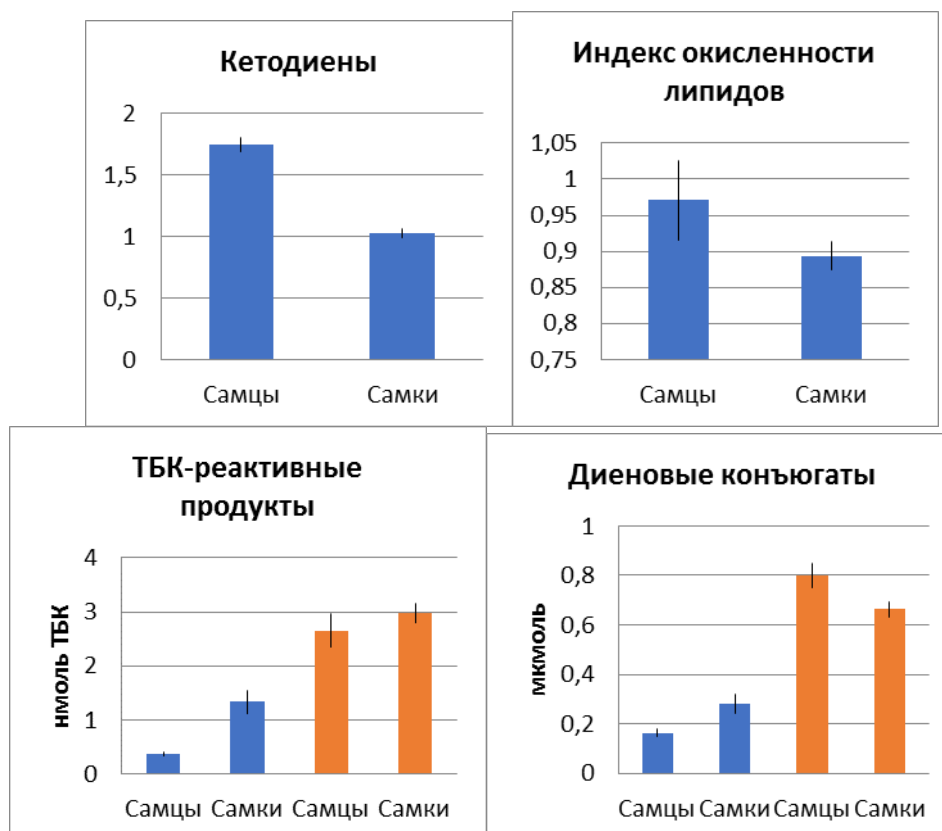 Кетодиены
2
1,5
1
0,5
0
Самцы Самки
Индекс окисленности
липидов
1,05
1
0,95
0,9
0,85
0,8
0,75
Самцы Самки
ТБК-реактивные
продукты
нмоль ТБК
4
3
2
1
0
Самцы Самки Самцы Самки
Диеновые конъюгаты
мкмоль
1
0,8
0,6
0,4
0,2
0
Самцы Самки Самцы Самки